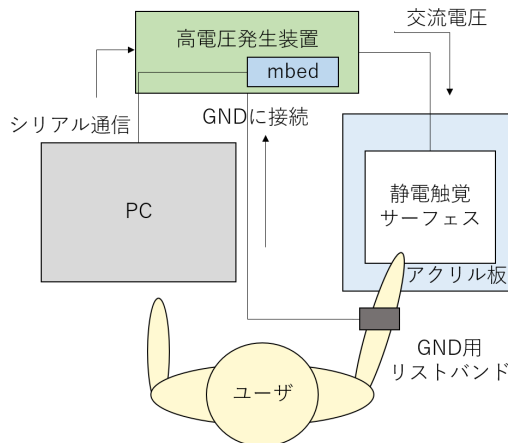 高電圧発生装置
mbed
交流電圧
シリアル通信
GNDに接続
PC
静電触覚
サーフェス
アクリル板
GND用
リストバンド
ユーザ